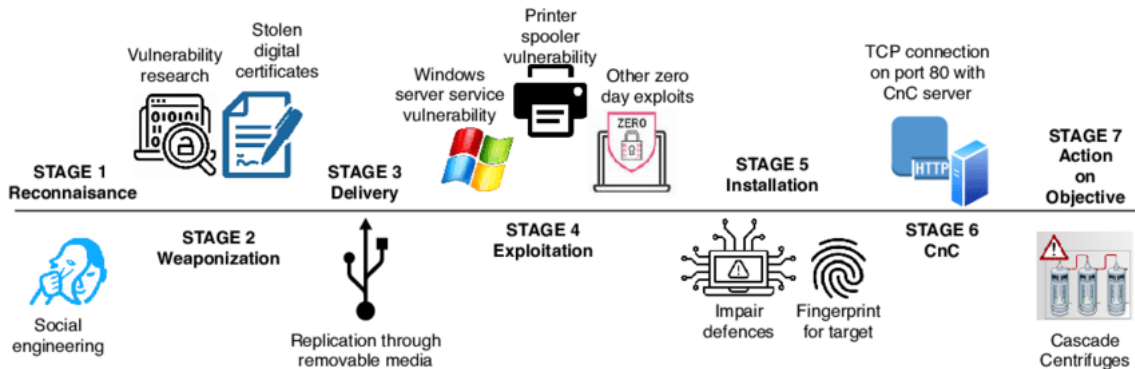 Vulnerability
research
Stolen
digital
certificates
Printer
spooler
vulnerability
Windows
server service
vulnerability
Other zero
day exploits
ZERO
TCP connection
on port 80 with
CnC server
HTTP
STAGE 1
Reconnaisance
STAGE 3
Delivery
STAGE 5
Installation
STAGE 7
Action
on
Objective
STAGE 2
Weaponization
STAGE 4
Exploitation
STAGE 6
CnC
Social
engineering
Replication through
removable media
Impair
defences
Fingerprint
for target
Cascade
Centrifuges